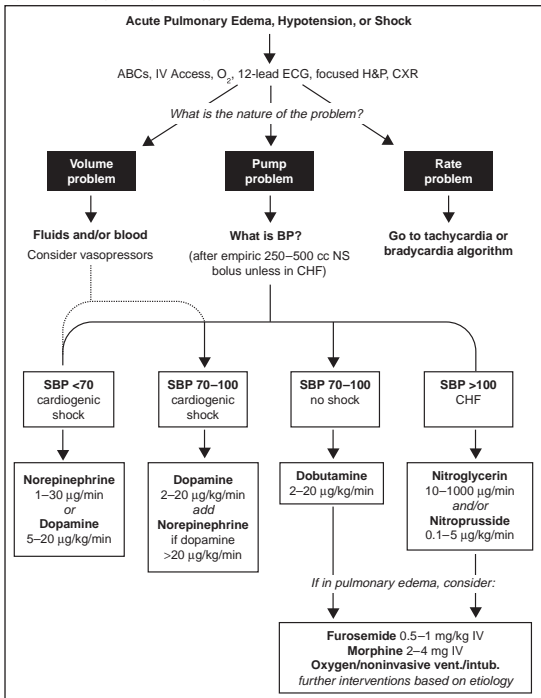 Acute Pulmonary Edema, Hypotension, or Shock
ABCs, IV Access, O₂, 12-lead ECG, focused H&P, CXR
What is the nature of the problem?
Volume
problem
Pump
problem
Rate
problem
Fluids and/or blood
Consider vasopressors
What is BP?
(after empiric 250–500 cc NS
bolus unless in CHF)
Go to tachycardia or
bradycardia algorithm
SBP <70
cardiogenic
shock
SBP 70–100
cardiogenic
shock
SBP 70–100
no shock
SBP >100
CHF
Norepinephrine
1–30 µg/min
or
Dopamine
5–20 µg/kg/min
Dopamine
2–20 µg/kg/min
add
Norepinephrine
if dopamine
>20 µg/kg/min
Dobutamine
2–20 µg/kg/min
Nitroglycerin
10–1000 µg/min
and/or
Nitroprusside
0.1–5 µg/kg/min
If in pulmonary edema, consider:
Furosemide 0.5–1 mg/kg IV
Morphine 2–4 mg IV
Oxygen/noninvasive vent./intub.
further interventions based on etiology